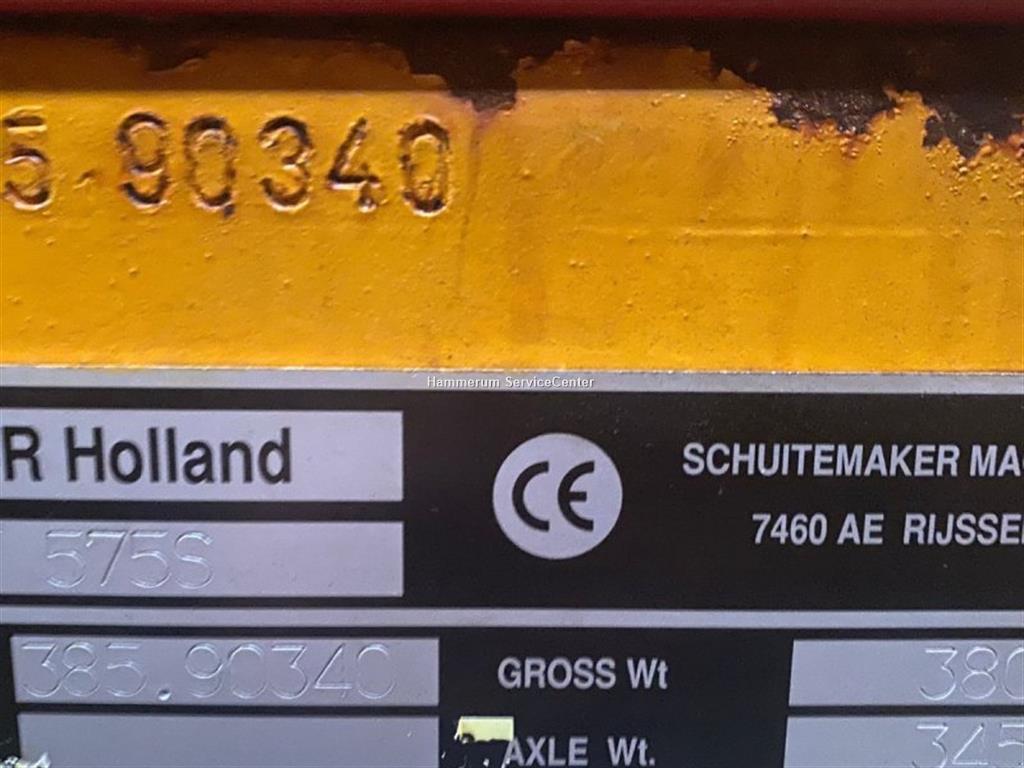 5.90340
Hammerum ServiceCenter
R Holland
CE
SCHUITEMAKER MA
7460 AE RIJSSE
575S
385.90340
GROSS Wt
380
AXLE Wt.
345